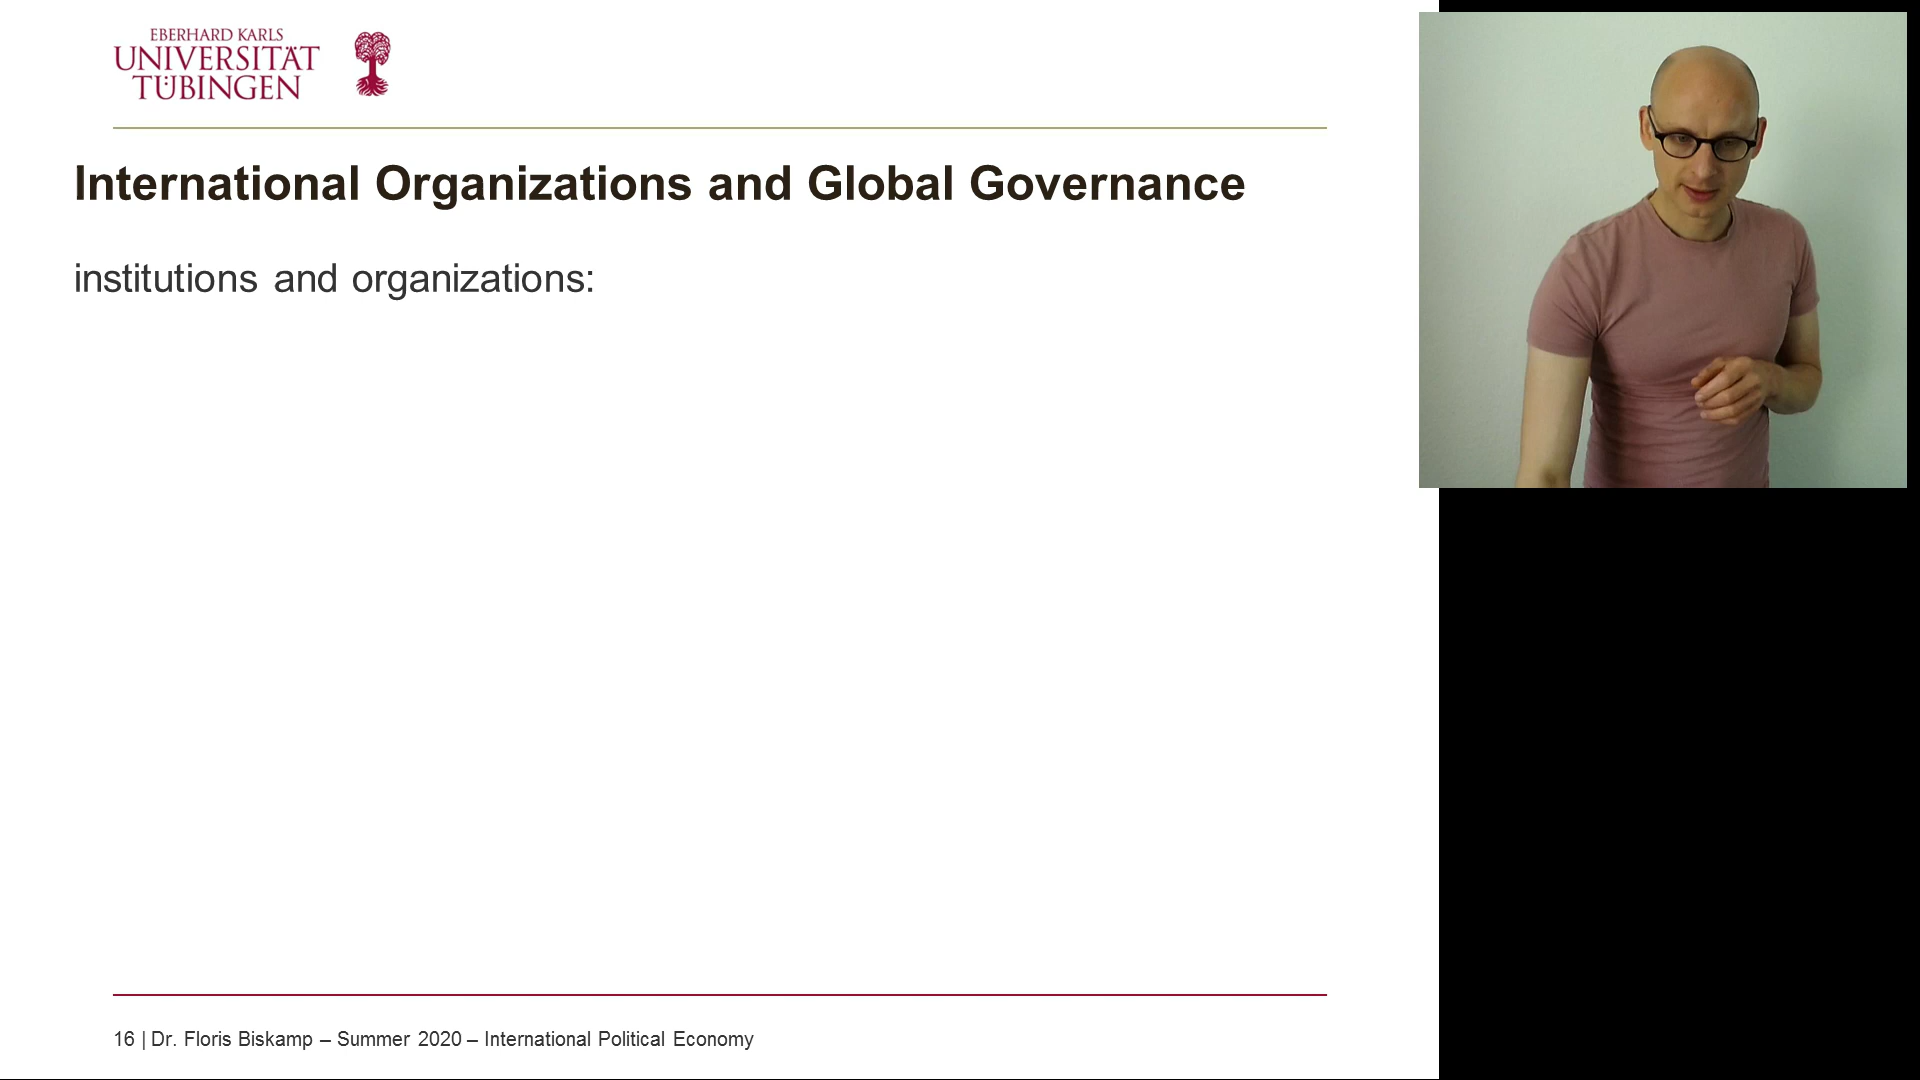 EBERHARD KARLS
UNIVERSITÄT
TÜBINGEN
International Organizations and Global Governance
institutions and organizations:
16 | Dr. Floris Biskamp – Summer 2020 – International Political Economy